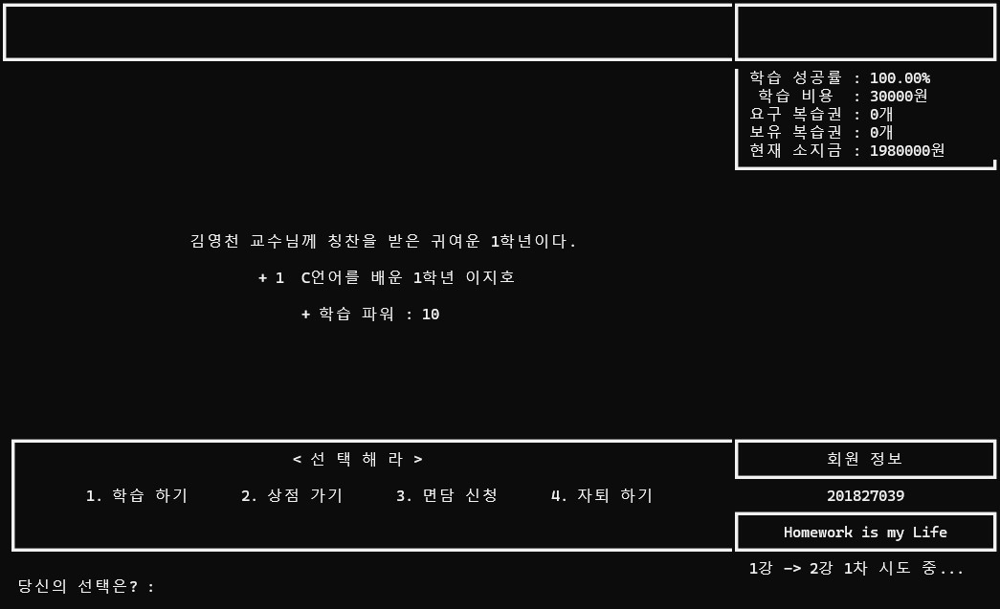 학습 성공률 : 100.00%
학습 비용 : 30000원
요구 복습권 : 0개
보유 복습권 : 0개
현재 소지금 : 1980000원
김영천 교수님께 칭찬을 받은 귀여운 1학년이다.
+ 1 C언어를 배운 1학년 이지호
+ 학습 파워 : 10
< 선 택 해 라 >
1. 학습 하기 2. 상점 가기 3. 면담 신청 4. 자퇴 하기
당신의 선택은? :
회원 정보
201827039
Homework is my Life
1강 -> 2강 1차 시도 중...